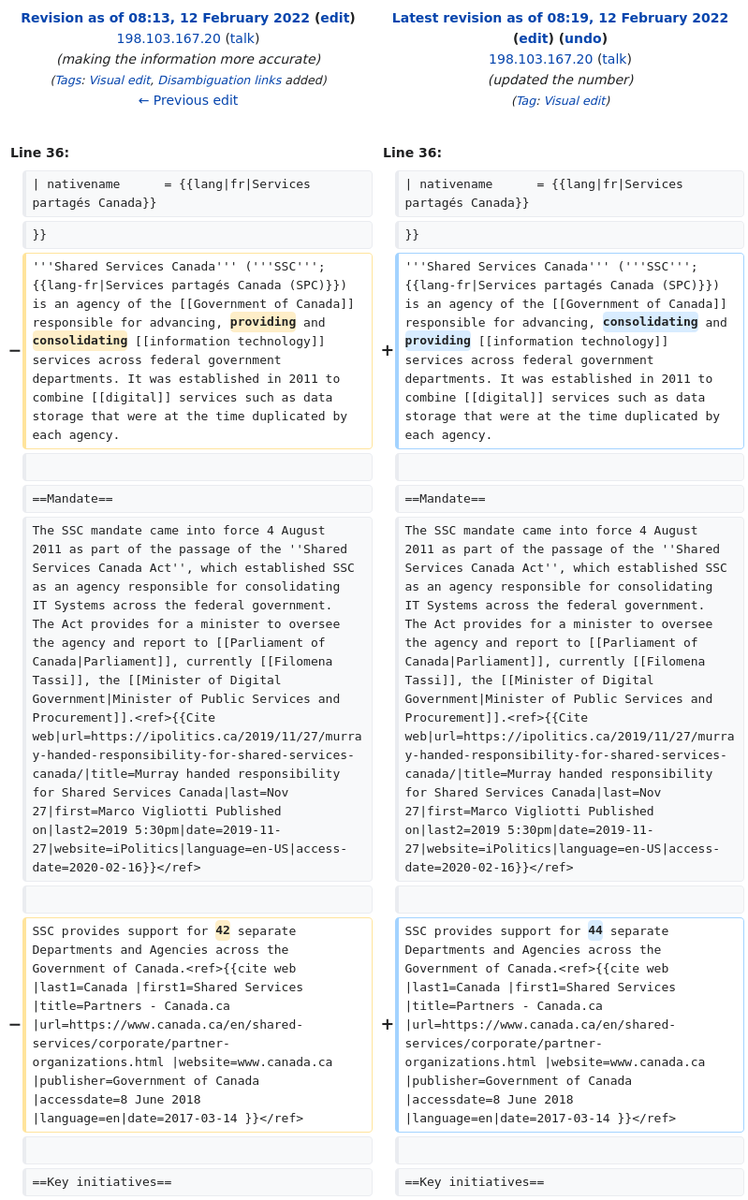 Revision as of 08:13, 12 February 2022 (edit)
198.103.167.20 (talk)
(making the information more accurate)
(Tags: Visual edit, Disambiguation links added)
← Previous edit
Latest revision as of 08:19, 12 February 2022
(edit) (undo)
198.103.167.20 (talk)
(updated the number)
(Tag: Visual edit)
Line 36:
Line 36:
| nativename      = {{lang|fr|Services
partagés Canada}}
| nativename      = {{lang|fr|Services
partagés Canada}}
}}
}}
−
'''Shared Services Canada''' ('''SSC''';
{{lang-fr|Services partagés Canada (SPC)}})
is an agency of the [[Government of Canada]]
responsible for advancing, providing and
consolidating [[information technology]]
services across federal government
departments. It was established in 2011 to
combine [[digital]] services such as data
storage that were at the time duplicated by
each agency.
+
'''Shared Services Canada''' ('''SSC''';
{{lang-fr|Services partagés Canada (SPC)}})
is an agency of the [[Government of Canada]]
responsible for advancing, consolidating and
providing [[information technology]]
services across federal government
departments. It was established in 2011 to
combine [[digital]] services such as data
storage that were at the time duplicated by
each agency.
==Mandate==
==Mandate==
The SSC mandate came into force 4 August
2011 as part of the passage of the ''Shared
Services Canada Act'', which established SSC
as an agency responsible for consolidating
IT Systems across the federal government.
The Act provides for a minister to oversee
the agency and report to [[Parliament of
Canada|Parliament]], currently [[Filomena
Tassi]], the [[Minister of Digital
Government|Minister of Public Services and
Procurement]].<ref>{{Cite
web|url=https://ipolitics.ca/2019/11/27/murra
y-handed-responsibility-for-shared-services-
canada/|title=Murray handed responsibility
for Shared Services Canada|last=Nov
27|first=Marco Vigliotti Published
on|last2=2019 5:30pm|date=2019-11-
27|website=iPolitics|language=en-US|access-
date=2020-02-16}}</ref>
The SSC mandate came into force 4 August
2011 as part of the passage of the ''Shared
Services Canada Act'', which established SSC
as an agency responsible for consolidating
IT Systems across the federal government.
The Act provides for a minister to oversee
the agency and report to [[Parliament of
Canada|Parliament]], currently [[Filomena
Tassi]], the [[Minister of Digital
Government|Minister of Public Services and
Procurement]].<ref>{{Cite
web|url=https://ipolitics.ca/2019/11/27/murra
y-handed-responsibility-for-shared-services-
canada/|title=Murray handed responsibility
for Shared Services Canada|last=Nov
27|first=Marco Vigliotti Published
on|last2=2019 5:30pm|date=2019-11-
27|website=iPolitics|language=en-US|access-
date=2020-02-16}}</ref>
−
SSC provides support for 42 separate
Departments and Agencies across the
Government of Canada.<ref>{{cite web
|last1=Canada |first1=Shared Services
|title=Partners - Canada.ca
|url=https://www.canada.ca/en/shared-
services/corporate/partner-
organizations.html |website=www.canada.ca
|publisher=Government of Canada
|accessdate=8 June 2018
|language=en|date=2017-03-14 }}</ref>
+
SSC provides support for 44 separate
Departments and Agencies across the
Government of Canada.<ref>{{cite web
|last1=Canada |first1=Shared Services
|title=Partners - Canada.ca
|url=https://www.canada.ca/en/shared-
services/corporate/partner-
organizations.html |website=www.canada.ca
|publisher=Government of Canada
|accessdate=8 June 2018
|language=en|date=2017-03-14 }}</ref>
==Key initiatives==
==Key initiatives==